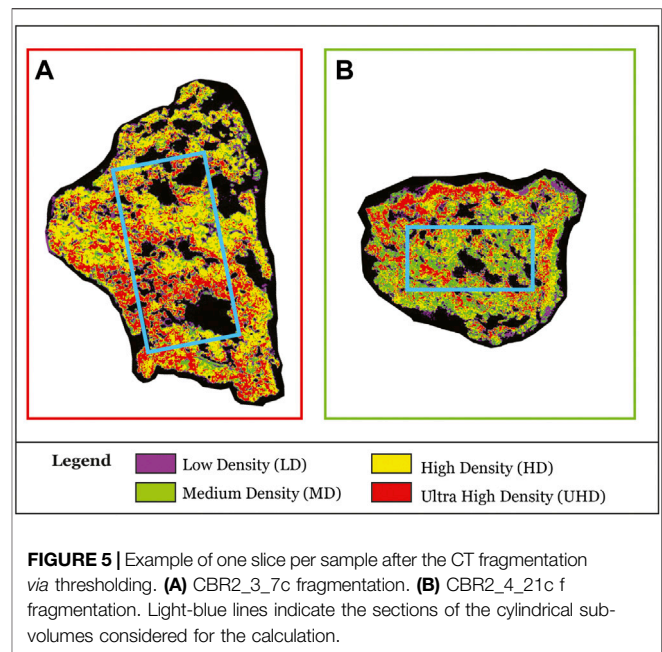 A
B
Legend
Low Density (LD)
High Density (HD)
Medium Density (MD)
Ultra High Density (UHD)
FIGURE 5 | Example of one slice per sample after the CT fragmentation
via thresholding. (A) CBR2_3_7c fragmentation. (B) CBR2_4_21c f
fragmentation. Light-blue lines indicate the sections of the cylindrical sub-
volumes considered for the calculation.